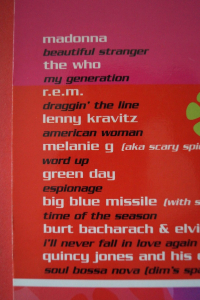 madonna
beautiful stranger
the who
my generation
r.e.m.
draggin' the line
lenny kravitz
american woman
melanie g (aka scary spi
word up
green day
espionage
big blue missile (with s
time of the season
burt bacharach & elvi
i'll never fall in love again
quincy jones and his
soul bossa nova (dim's spa